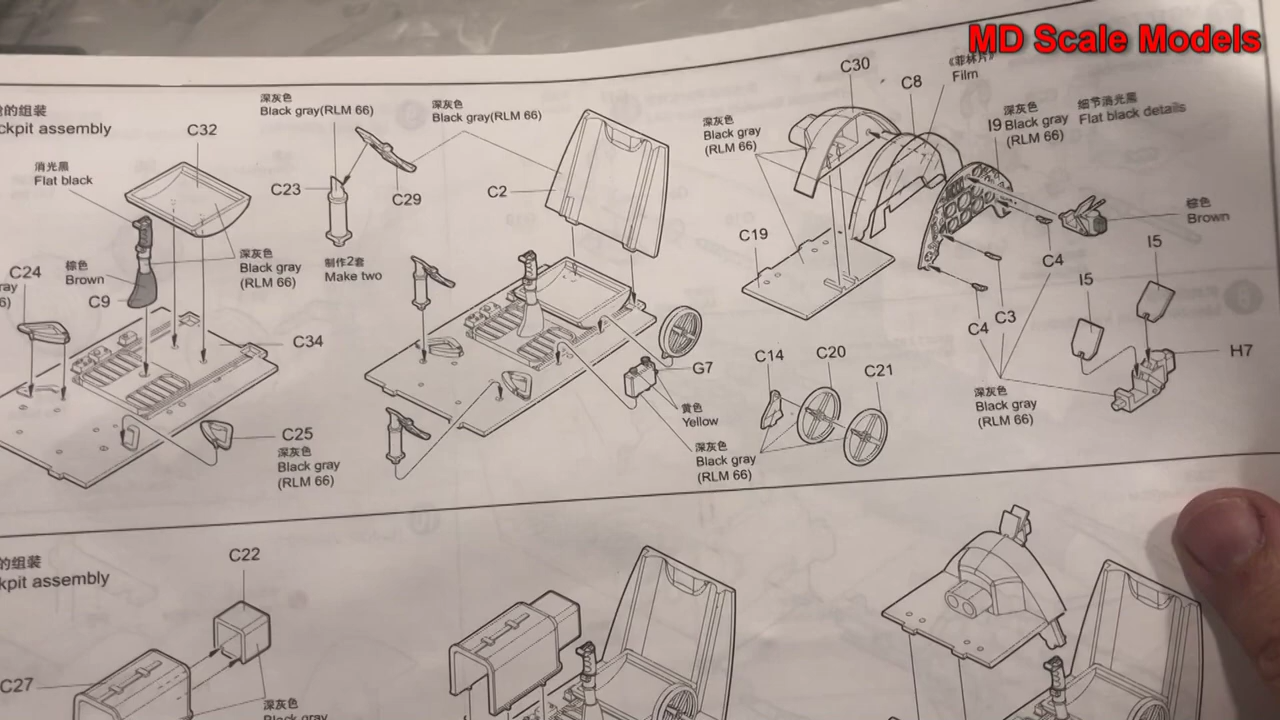 MD Scale Models
的组装
ckpit assembly
消光黑
Flat black
C32
深灰色
Black gray(RLM 66)
C23
C29
制作2套
Make two
深灰色
Black gray(RLM 66)
C2
C24
棕色
Brown
C9
深灰色
Black gray
(RLM 66)
C34
C25
深灰色
Black gray
(RLM 66)
G7
黄色
Yellow
深灰色
Black gray
(RLM 66)
C14
C20
C21
C30
C8
《菲林片》
Film
深灰色
Black gray
(RLM 66)
C19
I9
深灰色
Black gray
(RLM 66)
细节消光黑
Flat black details
棕色
Brown
C4
C3
C4
I5
I5
H7
深灰色
Black gray
(RLM 66)
的组装
kpit assembly
C22
C27
深灰色
Black gray